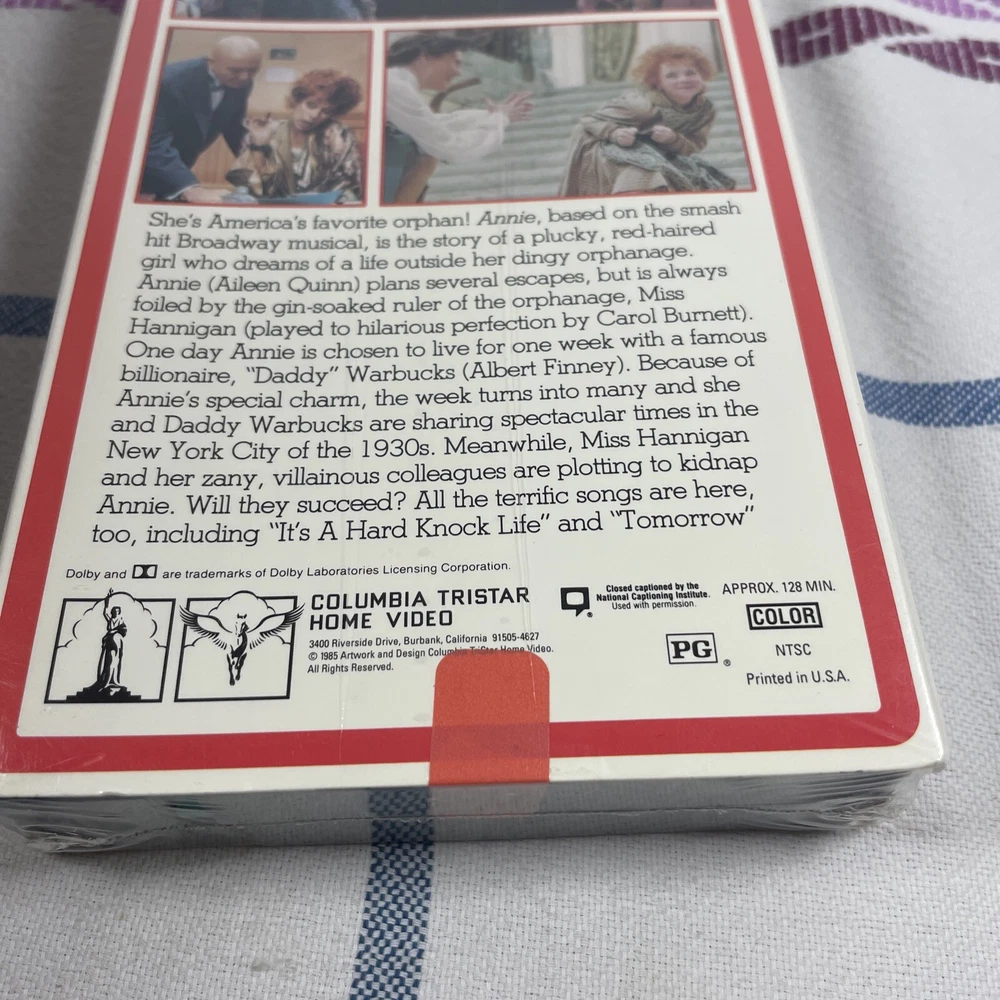 She's America's favorite orphan! Annie, based on the smash
hit Broadway musical, is the story of a plucky, red-haired
girl who dreams of a life outside her dingy orphanage.
Annie (Aileen Quinn) plans several escapes, but is always
foiled by the gin-soaked ruler of the orphanage, Miss
Hannigan (played to hilarious perfection by Carol Burnett).
One day Annie is chosen to live for one week with a famous
billionaire, "Daddy" Warbucks (Albert Finney). Because of
Annie's special charm, the week turns into many and she
and Daddy Warbucks are sharing spectacular times in the
New York City of the 1930s. Meanwhile, Miss Hannigan
and her zany, villainous colleagues are plotting to kidnap
Annie. Will they succeed? All the terrific songs are here,
too, including "It's A Hard Knock Life" and "Tomorrow"
Dolby and are trademarks of Dolby Laboratories Licensing Corporation.
COLUMBIA TRISTAR
HOME VIDEO
3400 Riverside Drive, Burbank, California 91505-4627
© 1985 Artwork and Design Columbia TriStar Home Video.
All Rights Reserved.
Closed captioned by the
National Captioning Institute.
Used with permission.
®
APPROX. 128 MIN.
COLOR
PG ®
NTSC
Printed in U.S.A.